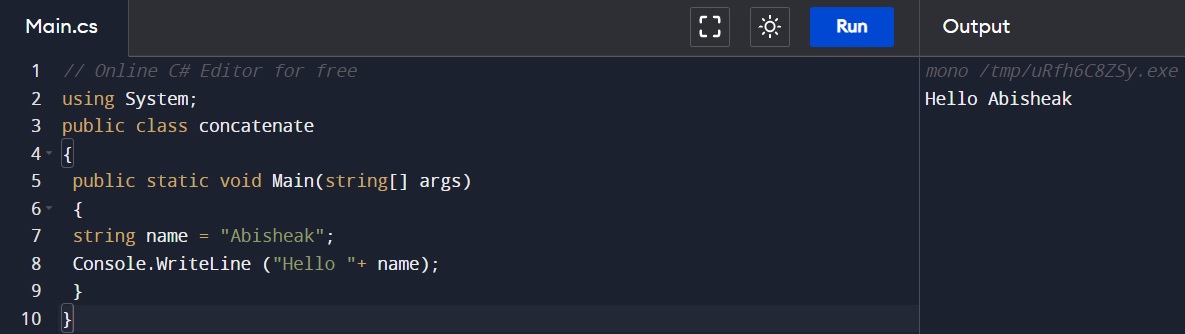 Main.cs
Run
Output
1 // Online C# Editor for free
2 using System;
3 public class concatenate
4 {
5 public static void Main(string[] args)
6 {
7 string name = "Abisheak";
8 Console.WriteLine ("Hello "+ name);
9 }
10 }
mono /tmp/uRfh6C8ZSy.exe
Hello Abisheak